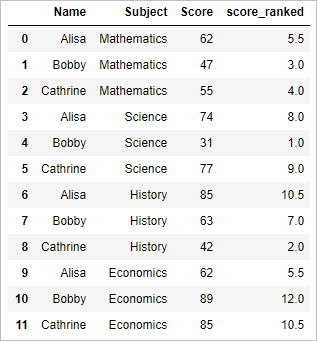 Name Subject Score score_ranked
0 Alisa Mathematics 62 5.5
1 Bobby Mathematics 47 3.0
2 Cathrine Mathematics 55 4.0
3 Alisa Science 74 8.0
4 Bobby Science 31 1.0
5 Cathrine Science 77 9.0
6 Alisa History 85 10.5
7 Bobby History 63 7.0
8 Cathrine History 42 2.0
9 Alisa Economics 62 5.5
10 Bobby Economics 89 12.0
11 Cathrine Economics 85 10.5